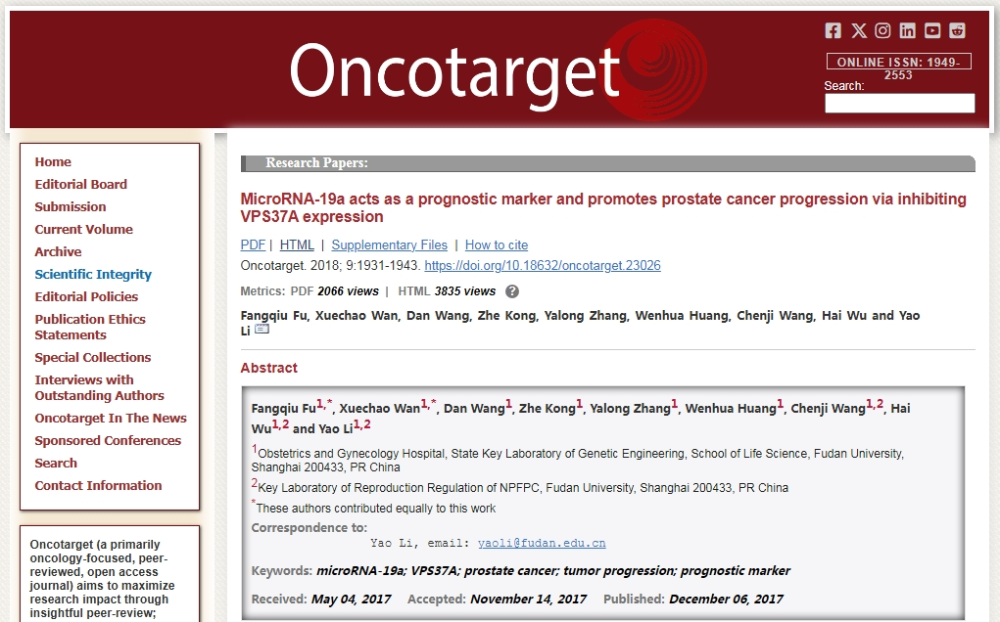 Oncotarget
ONLINE ISSN: 1949-
2553
Search:
Home
Editorial Board
Submission
Current Volume
Archive
Scientific Integrity
Editorial Policies
Publication Ethics
Statements
Special Collections
Interviews with
Outstanding Authors
Oncotarget In The News
Sponsored Conferences
Search
Contact Information
Oncotarget (a primarily
oncology-focused, peer-
reviewed, open access
journal) aims to maximize
research impact through
insightful peer-review;
Research Papers:
MicroRNA-19a acts as a prognostic marker and promotes prostate cancer progression via inhibiting
VPS37A expression
PDF | HTML | Supplementary Files | How to cite
Oncotarget. 2018; 9:1931-1943. https://doi.org/10.18632/oncotarget.23026
Metrics: PDF 2066 views | HTML 3835 views ?
Fangqiu Fu, Xuechao Wan, Dan Wang, Zhe Kong, Yalong Zhang, Wenhua Huang, Chenji Wang, Hai Wu and Yao
Li
Abstract
Fangqiu Fu1,*, Xuechao Wan1,*, Dan Wang1, Zhe Kong1, Yalong Zhang1, Wenhua Huang1, Chenji Wang1,2, Hai
Wu1,2 and Yao Li1,2
1Obstetrics and Gynecology Hospital, State Key Laboratory of Genetic Engineering, School of Life Science, Fudan University,
Shanghai 200433, PR China
2Key Laboratory of Reproduction Regulation of NPFPC, Fudan University, Shanghai 200433, PR China
*These authors contributed equally to this work
Correspondence to:
Yao Li, email: yaoli@fudan.edu.cn
Keywords: microRNA-19a; VPS37A; prostate cancer; tumor progression; prognostic marker
Received: May 04, 2017 Accepted: November 14, 2017 Published: December 06, 2017